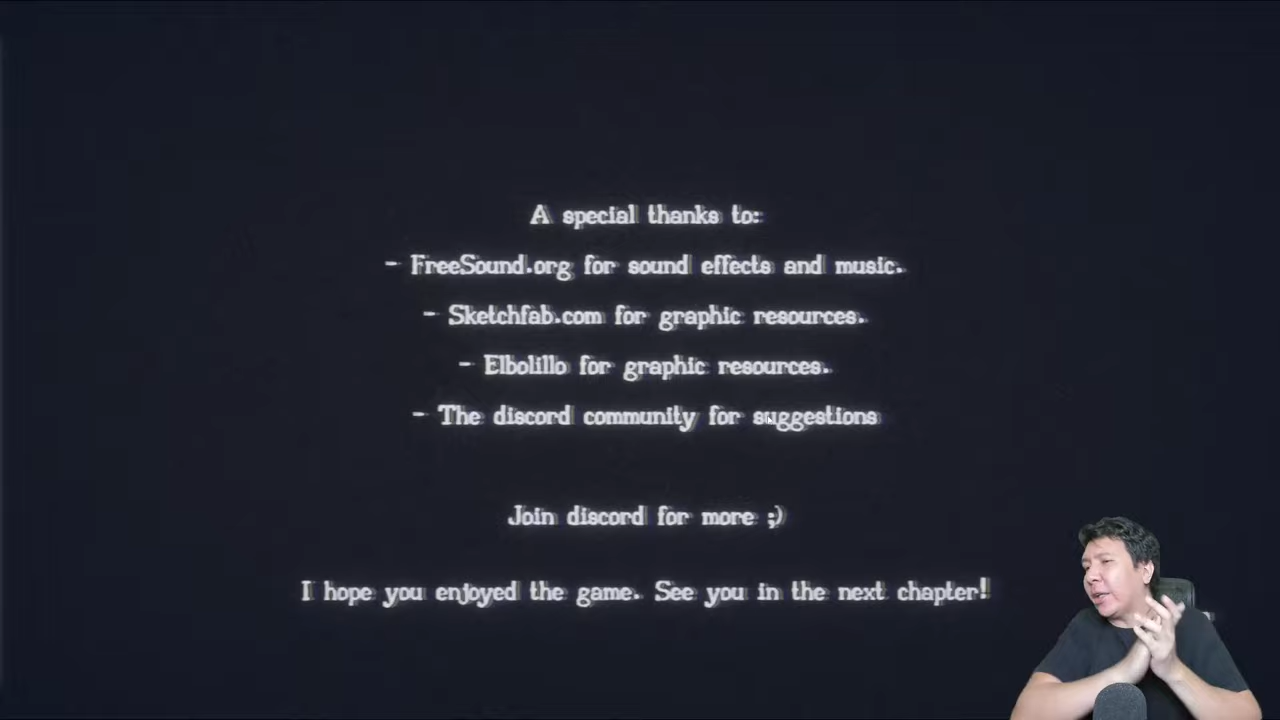 A special thanks to:
- FreeSound.org for sound effects and music.
- Sketchfab.com for graphic resources.
- Elbolillo for graphic resources.
- The discord community for suggestions
Join discord for more ;)
I hope you enjoyed the game. See you in the next chapter!